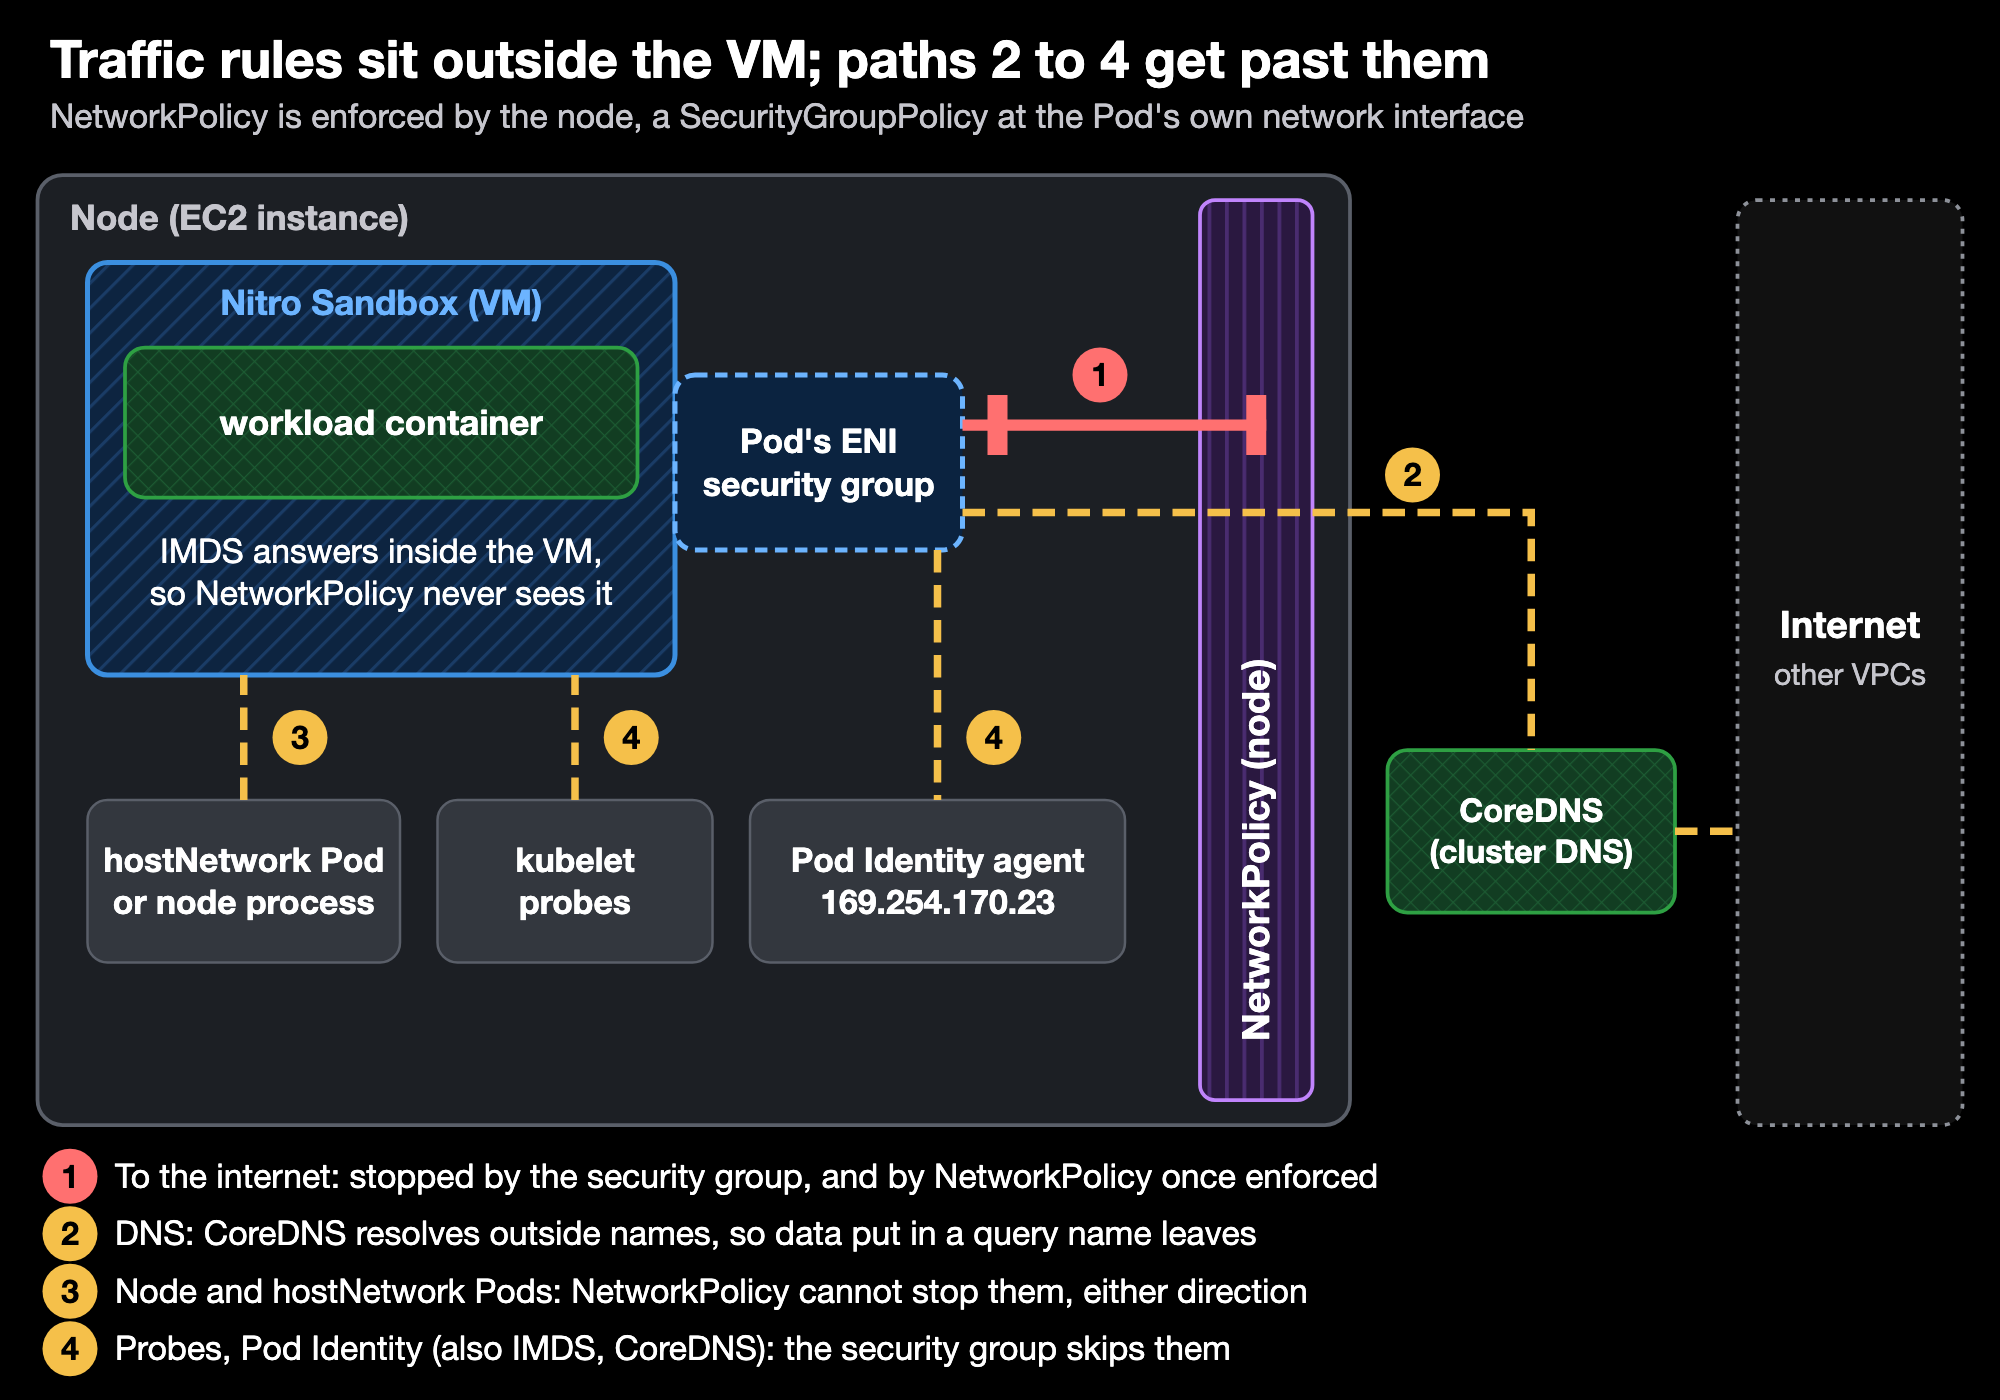 Traffic rules sit outside the VM; paths 2 to 4 get past them
NetworkPolicy is enforced by the node, a SecurityGroupPolicy at the Pod's own network interface
Node (EC2 instance)
Nitro Sandbox (VM)
workload container
IMDS answers inside the VM,
so NetworkPolicy never sees it
Pod's ENI
security group
1
2
3
4
4
hostNetwork Pod
or node process
kubelet
probes
Pod Identity agent
169.254.170.23
NetworkPolicy (node)
CoreDNS
(cluster DNS)
Internet
other VPCs
1 To the internet: stopped by the security group, and by NetworkPolicy once enforced
2 DNS: CoreDNS resolves outside names, so data put in a query name leaves
3 Node and hostNetwork Pods: NetworkPolicy cannot stop them, either direction
4 Probes, Pod Identity (also IMDS, CoreDNS): the security group skips them